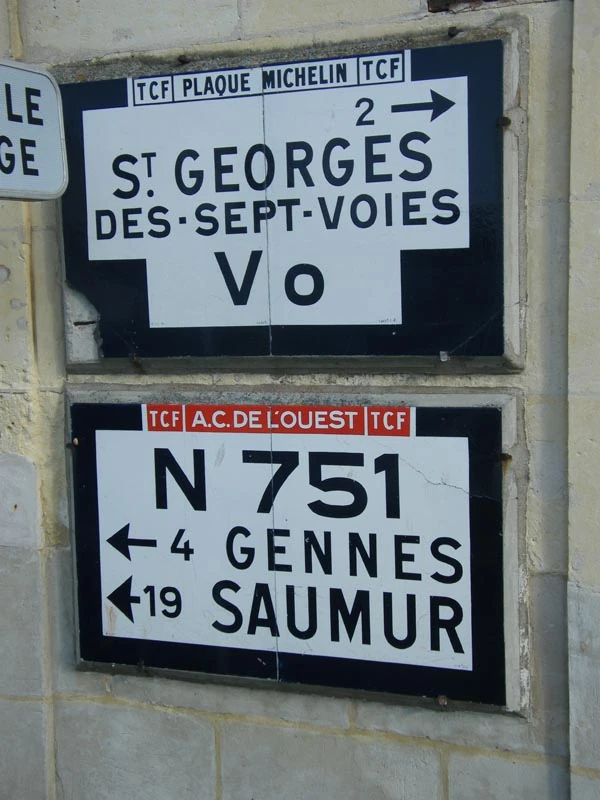 LE
GE
TCF PLAQUE MICHELIN TCF
2 →
ST. GEORGES
DES-SEPT-VOIES
Vo
TCF A.C. DE L'OUEST TCF
N 751
← 4 GENNES
← 19 SAUMUR